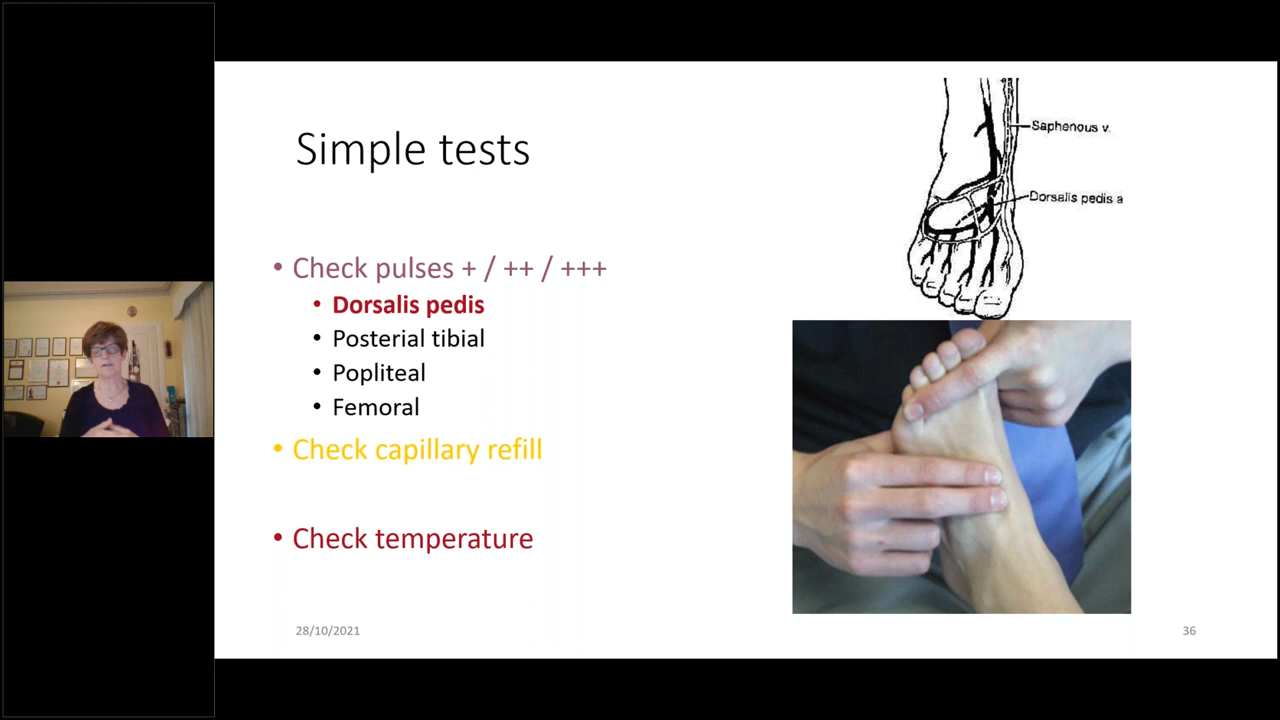 Simple tests
Saphenous v.
Dorsalis pedis a
• Check pulses + / ++ / +++
• Dorsalis pedis
• Posterial tibial
• Popliteal
• Femoral
• Check capillary refill
• Check temperature
28/10/2021
36